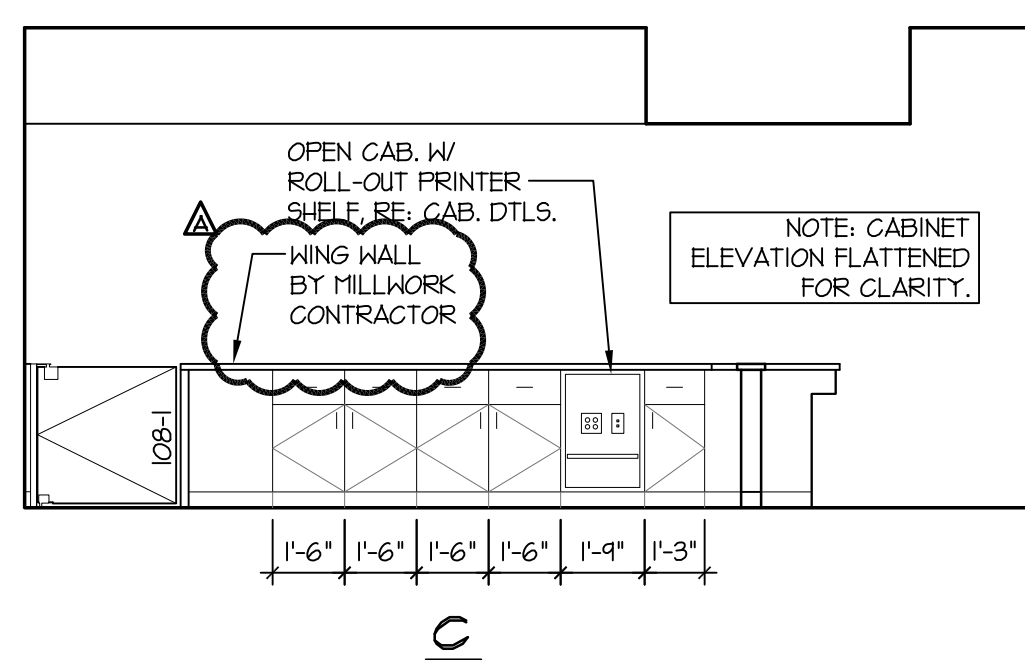 OPEN CAB. W/
ROLL-OUT PRINTER
SHELF, RE: CAB. DTLS.
A
WING WALL
BY MILLWORK
CONTRACTOR
NOTE: CABINET
ELEVATION FLATTENED
FOR CLARITY.
108-1
1'-6" 1'-6" 1'-6" 1'-6" 1'-9" 1'-3"
C